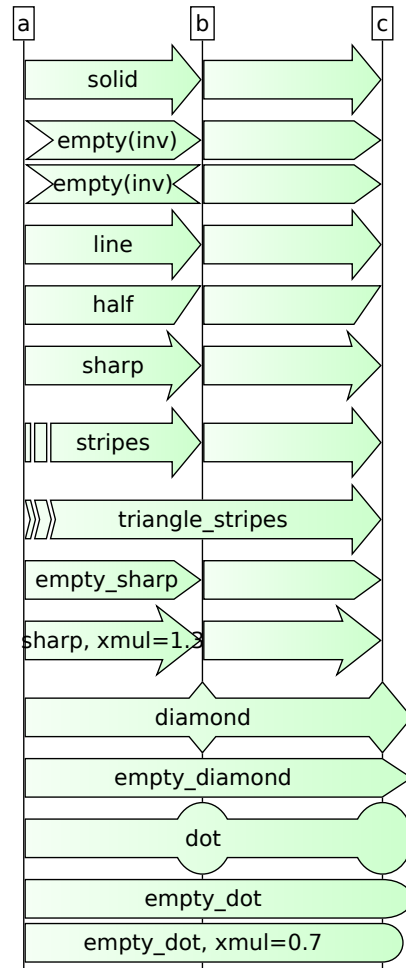 a b c
solid
empty(inv)
empty(inv)
line
half
sharp
stripes
triangle_stripes
empty_sharp
sharp, xmul=1.3
diamond
empty_diamond
dot
empty_dot
empty_dot, xmul=0.7